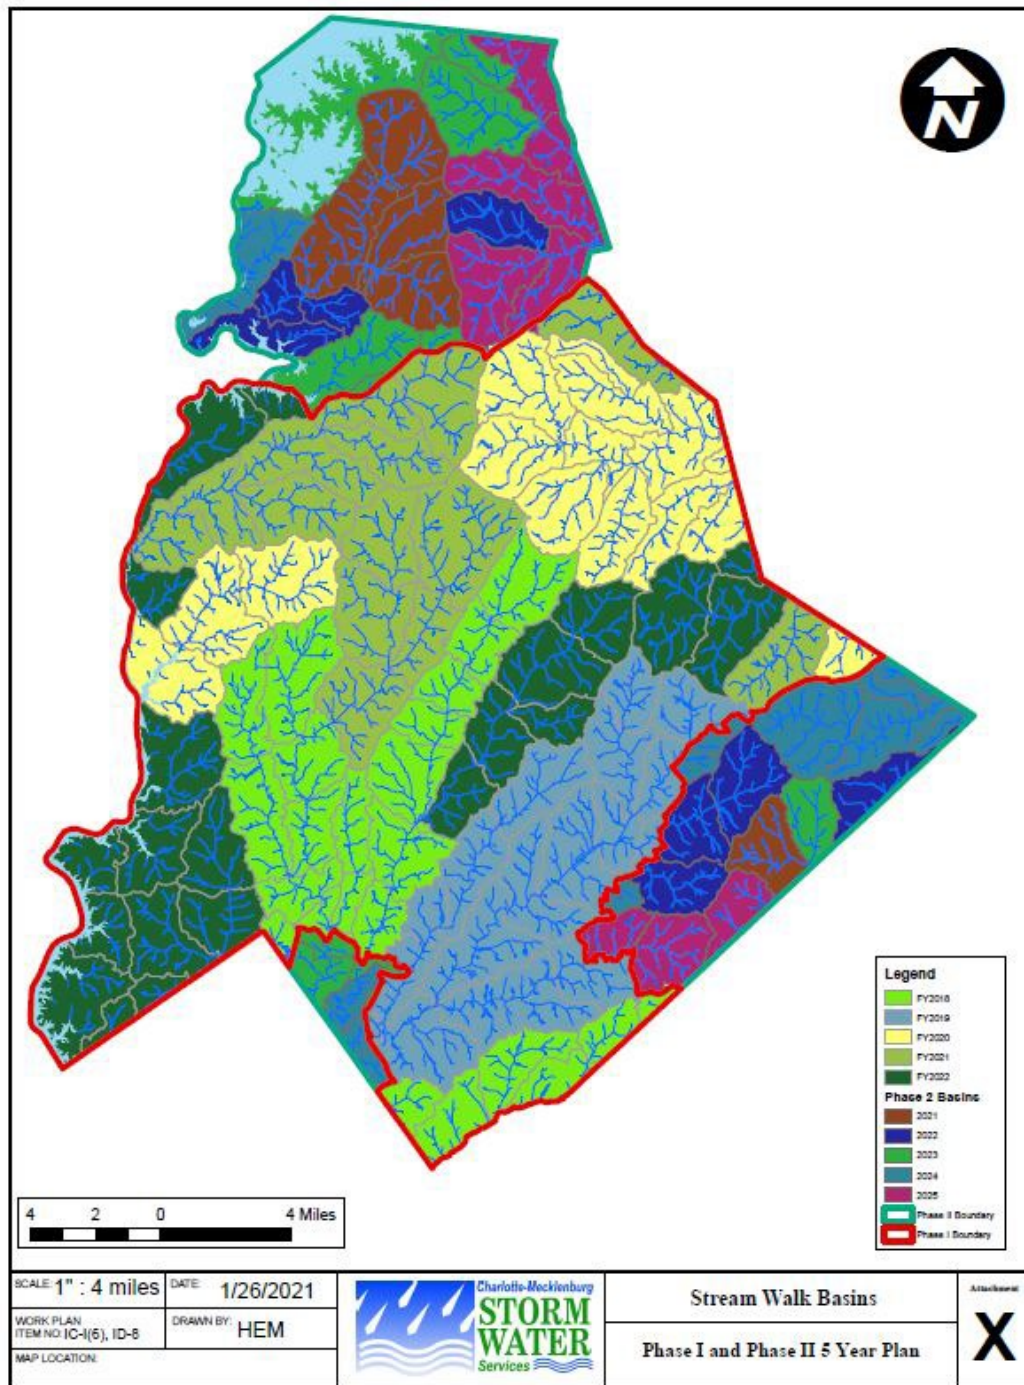 N
Legend
FY2018
FY2019
FY2020
FY2021
FY2022
Phase 2 Basins
2021
2022
2023
2024
2025
Phase II Boundary
Phase I Boundary
4 2 0 4 Miles
SCALE: 1" : 4 miles
DATE: 1/26/2021
WORK PLAN
ITEM NO: IC-I(6), ID-6
DRAWN BY: HEM
MAP LOCATION:
Charlotte-Mecklenburg
STORM
WATER
Services
Stream Walk Basins
Phase I and Phase II 5 Year Plan
Attachment
X